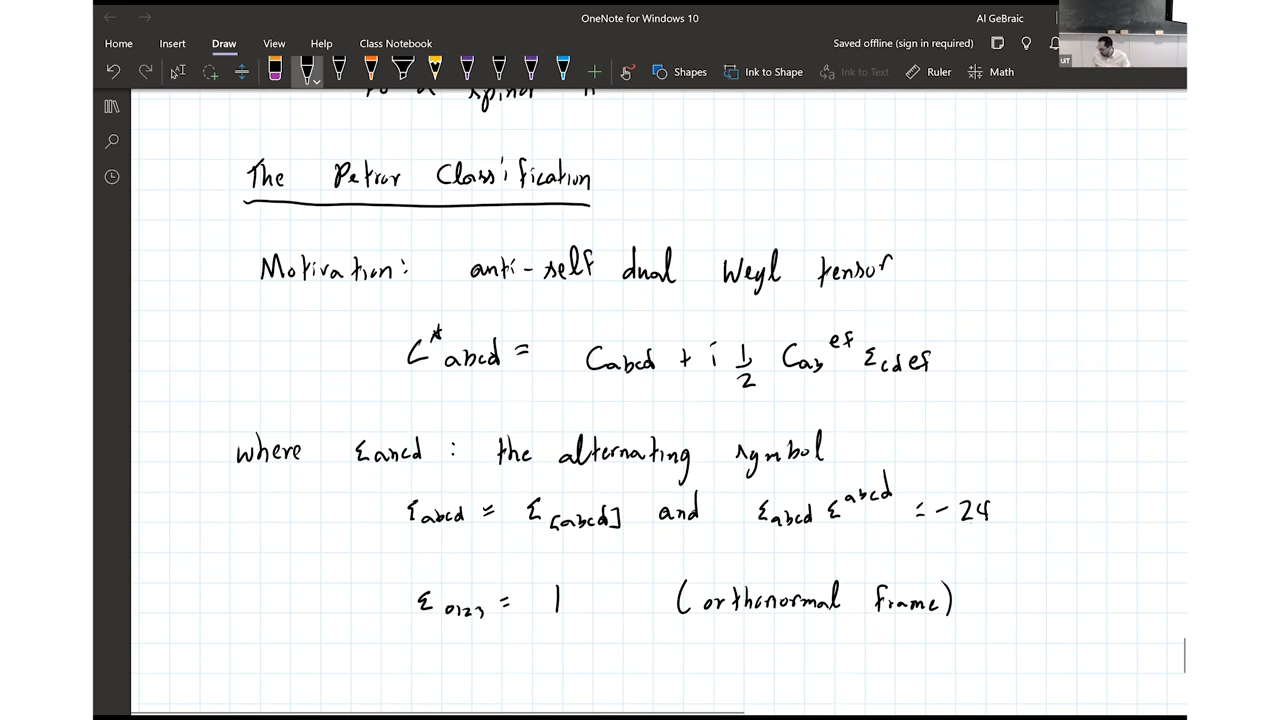 OneNote for Windows 10
Al GeBraic
Home Insert Draw View Help Class Notebook
Saved offline (sign in required)
Shapes Ink to Shape Ink to Text Ruler Math
UiT
to a spinor
The Petrov Classification
Motivation: anti-self dual Weyl tensor
C*abcd = Cabcd + i 1/2 Cab^ef εcdef
where εabcd : the alternating symbol
εabcd = ε[abcd] and εabcd ε^abcd = -24
ε0123 = 1 (orthonormal frame)